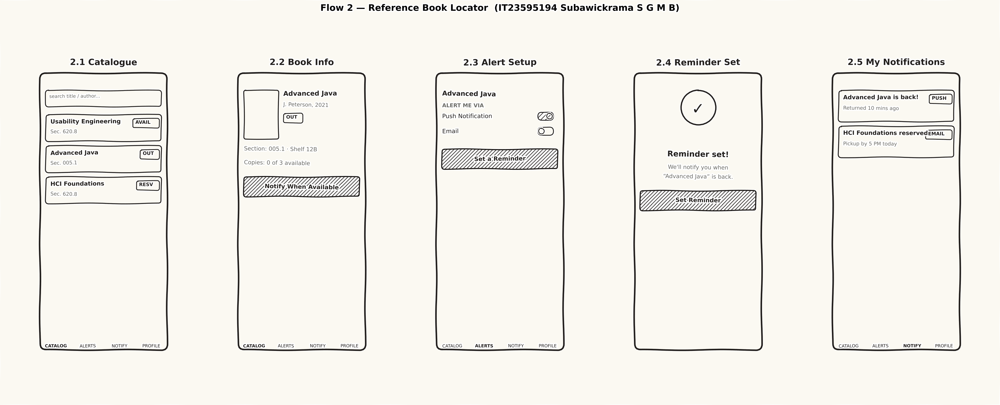 Flow 2 — Reference Book Locator (IT23595194 Subawickrama S G M B)
2.1 Catalogue
search title / author...
Usability Engineering
AVAIL
Sec. 620.8
Advanced Java
OUT
Sec. 005.1
HCI Foundations
RESV
Sec. 620.8
CATALOG ALERTS NOTIFY PROFILE
2.2 Book Info
Advanced Java
J. Peterson, 2021
OUT
Section: 005.1 · Shelf 12B
Copies: 0 of 3 available
Notify When Available
CATALOG ALERTS NOTIFY PROFILE
2.3 Alert Setup
Advanced Java
ALERT ME VIA
Push Notification
Email
Set a Reminder
CATALOG ALERTS NOTIFY PROFILE
2.4 Reminder Set
✓
Reminder set!
We'll notify you when
“Advanced Java” is back.
Set Reminder
2.5 My Notifications
Advanced Java is back!
PUSH
Returned 10 mins ago
HCI Foundations reserved
EMAIL
Pickup by 5 PM today
CATALOG ALERTS NOTIFY PROFILE